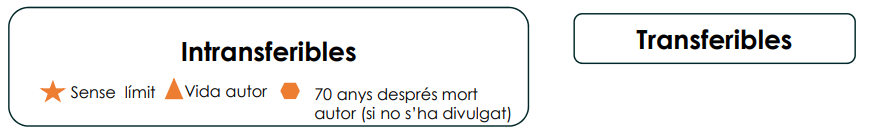 Intransferibles
Sense límit
Vida autor
70 anys després mort
autor (si no s’ha divulgat)
Transferibles